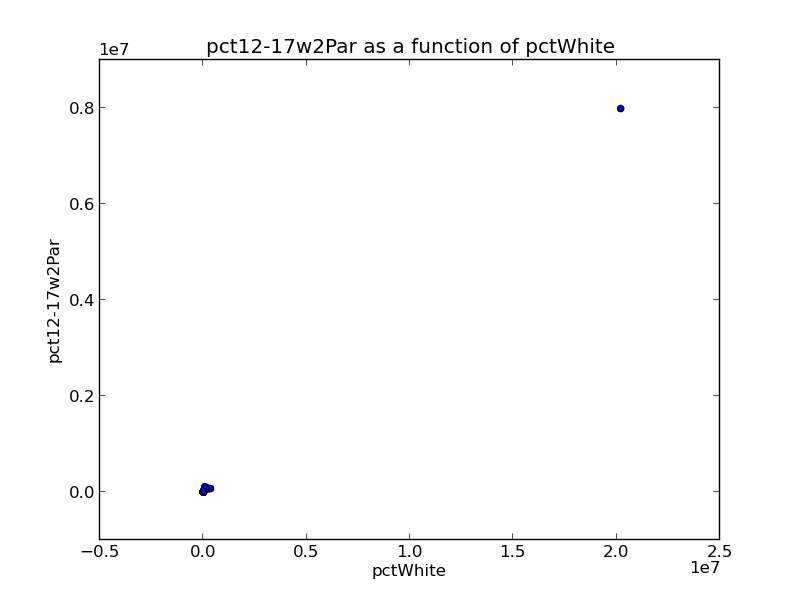 pct12-17w2Par as a function of pctWhite
1e7
0.8
0.6
0.4
0.2
0.0
pct12-17w2Par
−0.5 0.0 0.5 1.0 1.5 2.0 2.5
1e7
pctWhite